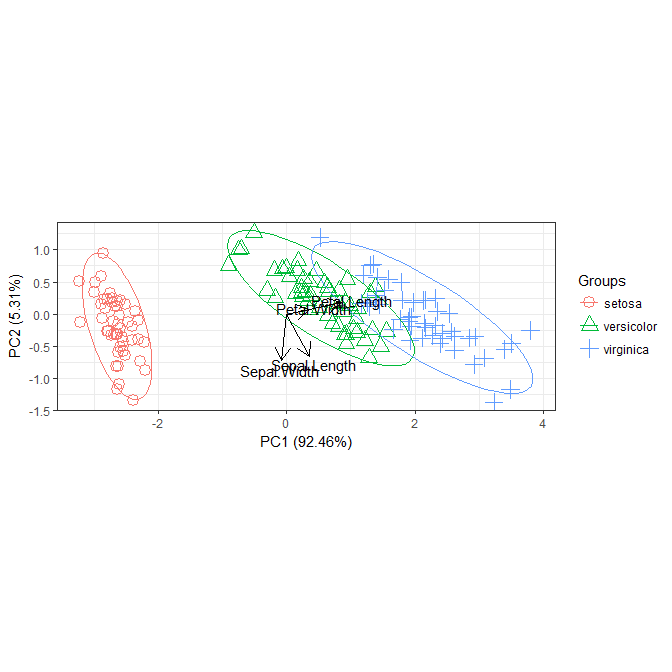 PC2 (5.31%)
1.0
0.5
0.0
-0.5
-1.0
-1.5
Petal.Length
Petal.Width
Sepal.Length
Sepal.Width
-2
0
2
4
PC1 (92.46%)
Groups
setosa
versicolor
virginica